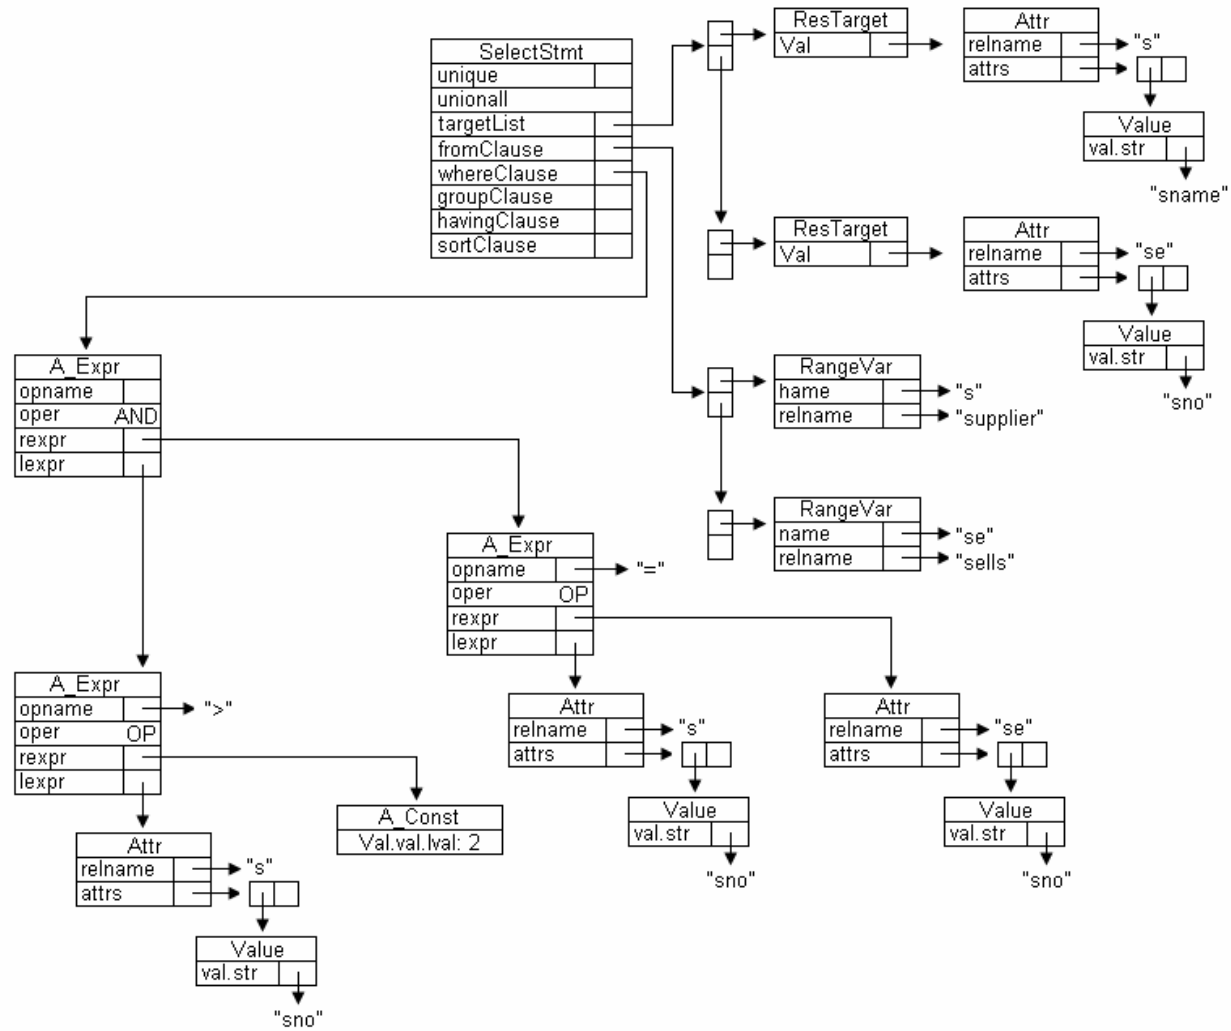 SelectStmt
unique
unionall
targetList
fromClause
whereClause
groupClause
havingClause
sortClause
ResTarget
Val
Attr
relname "s"
attrs
Value
val.str
"sname"
ResTarget
Val
Attr
relname "se"
attrs
Value
val.str
"sno"
RangeVar
hame "s"
relname "supplier"
RangeVar
name "se"
relname "sells"
A_Expr
opname
oper AND
rexpr
lexpr
A_Expr
opname "="
oper OP
rexpr
lexpr
A_Expr
opname ">"
oper OP
rexpr
lexpr
Attr
relname "s"
attrs
Value
val.str
"sno"
Attr
relname "se"
attrs
Value
val.str
"sno"
A_Const
Val.val.lval: 2
Attr
relname "s"
attrs
Value
val.str
"sno"